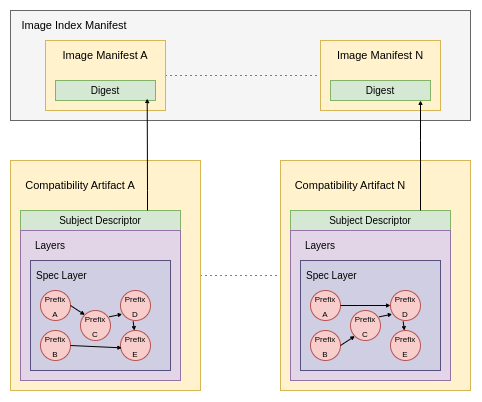 Image Index Manifest
Image Manifest A
Image Manifest N
Digest
Digest
Compatibility Artifact A
Compatibility Artifact N
Subject Descriptor
Subject Descriptor
Layers
Layers
Spec Layer
Spec Layer
Prefix
A
Prefix
D
Prefix
C
Prefix
B
Prefix
E
Prefix
A
Prefix
D
Prefix
C
Prefix
B
Prefix
E